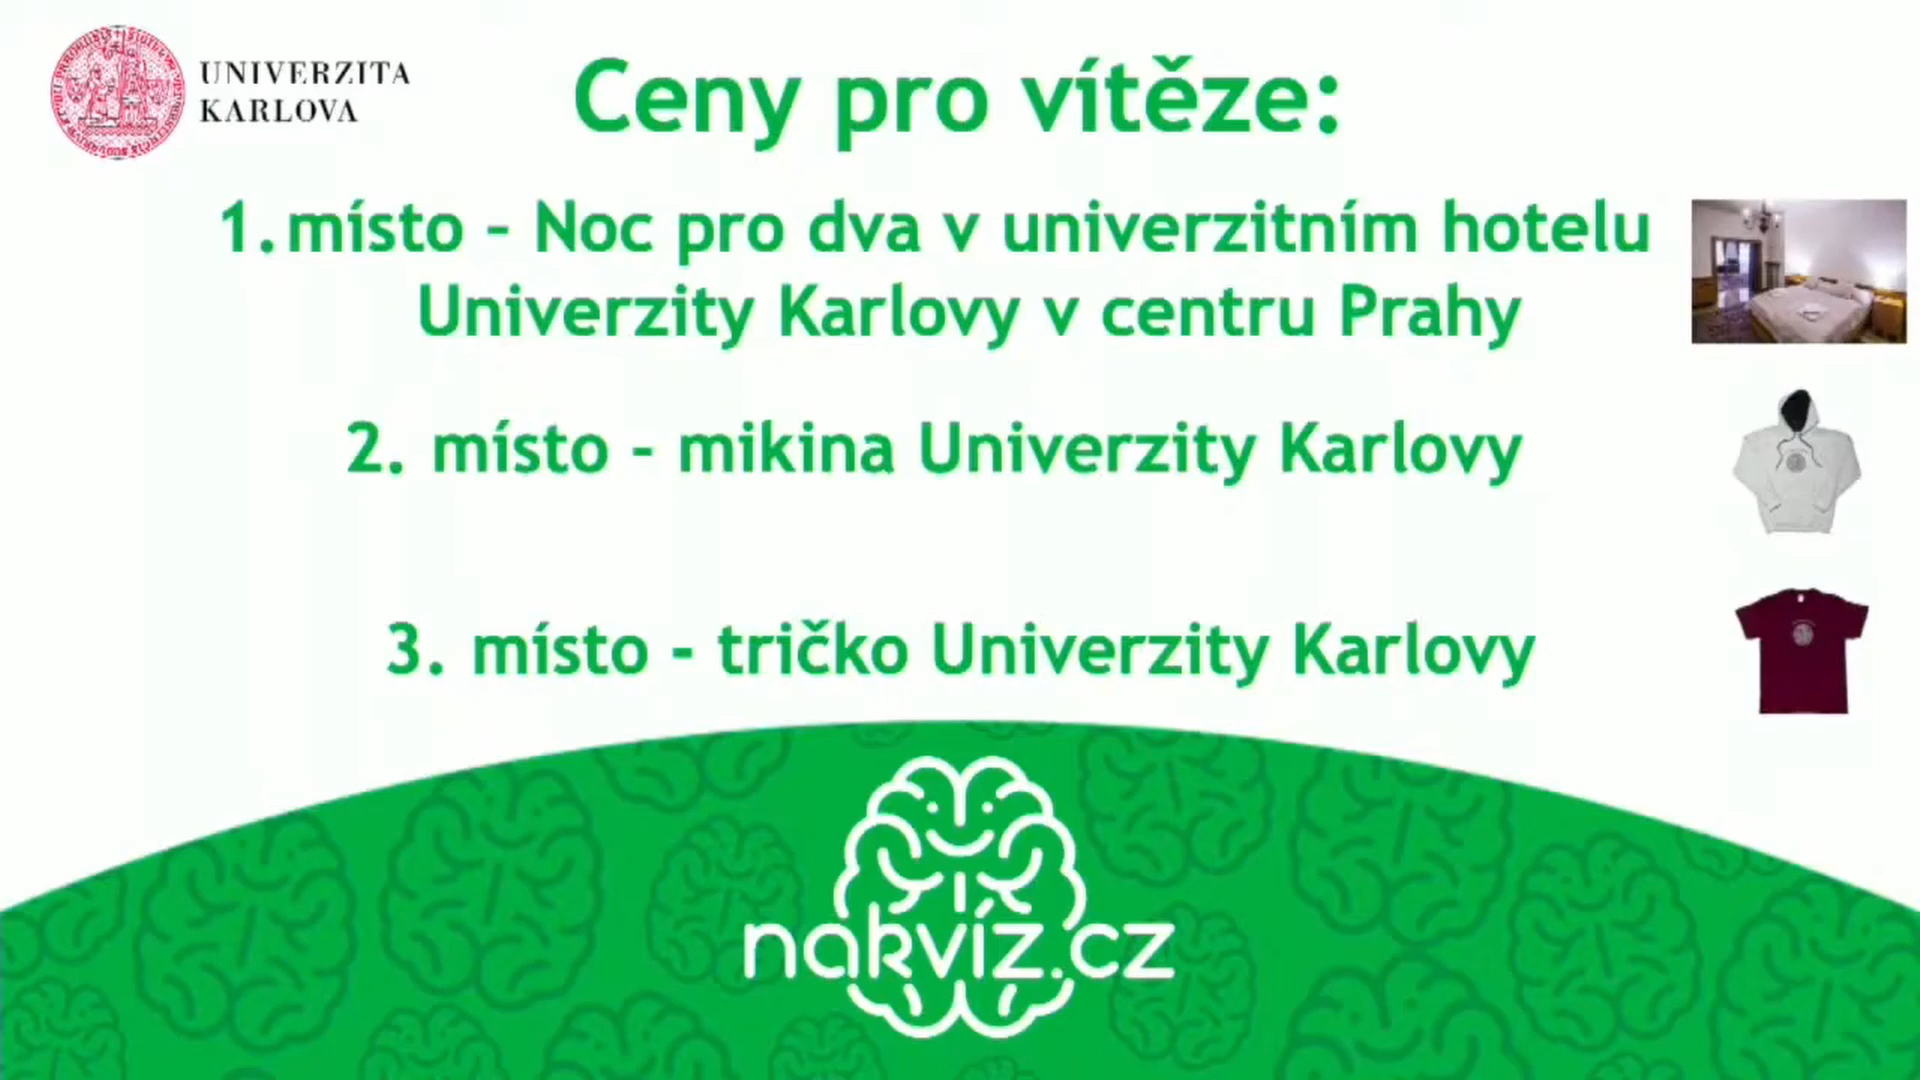 UNIVERZITA
KARLOVA
Ceny pro vítěze:
1. místo – Noc pro dva v univerzitním hotelu
Univerzity Karlovy v centru Prahy
2. místo - mikina Univerzity Karlovy
3. místo - tričko Univerzity Karlovy
nakvíz.cz